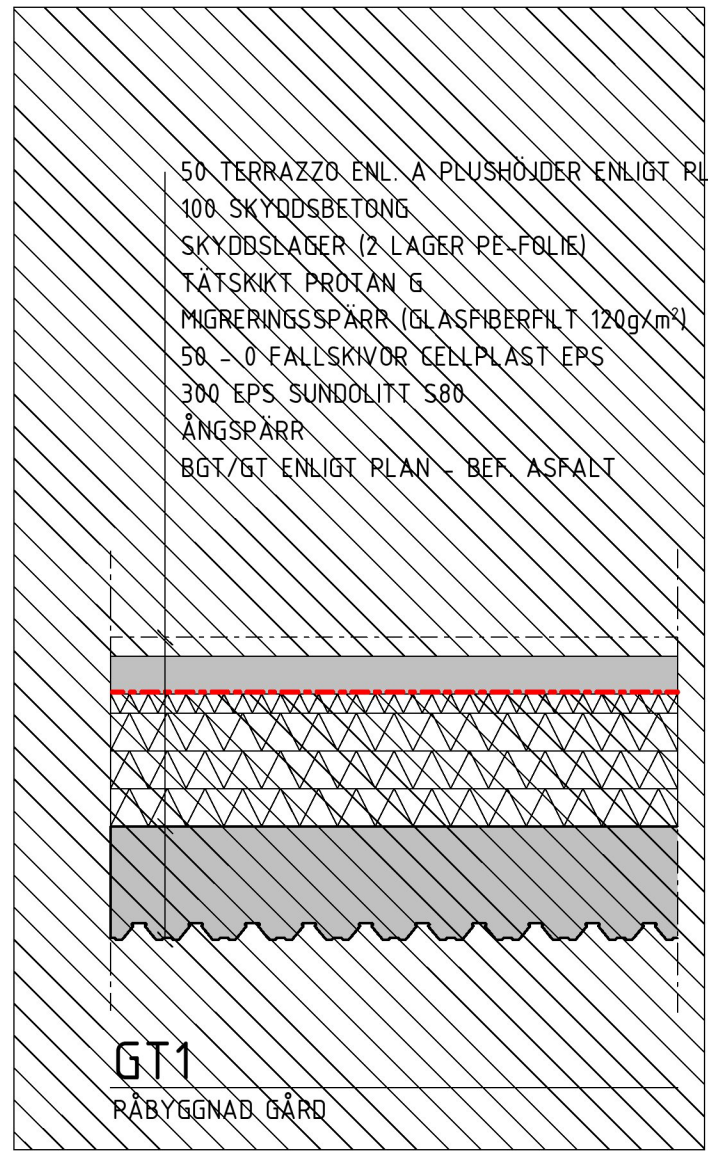 50 TERRAZZO ENL. A PLUSHÖJDER ENLIGT PL
100 SKYDDSBETONG
SKYDDSLAGER (2 LAGER PE-FOLIE)
TÄTSKIKT PROTAN G
MIGRERINGSSPÄRR (GLASFIBERFILT 120g/m²)
50 - 0 FALLSKIVOR CELLPLAST EPS
300 EPS SUNDOLITT S80
ÅNGSPÄRR
BGT/GT ENLIGT PLAN - BEF. ASFALT
GT1
PÅBYGGNAD GÅRD